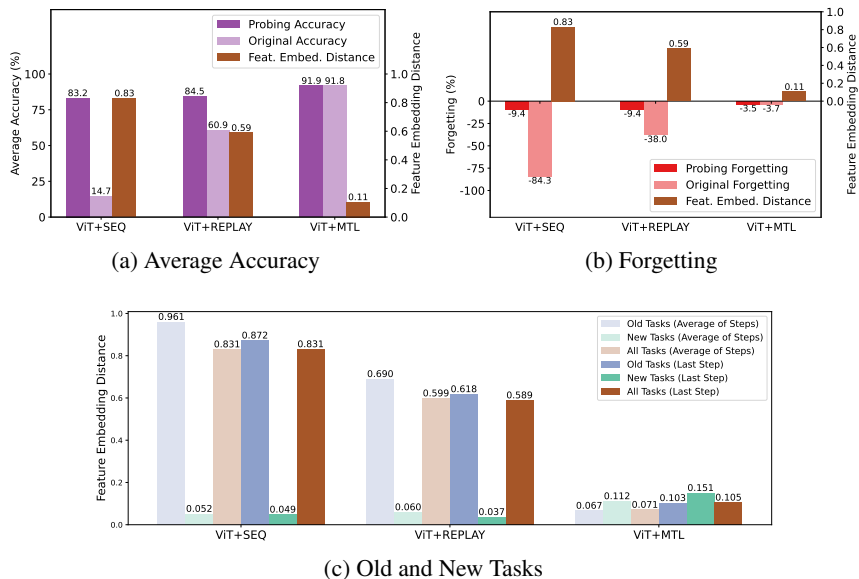 Probing Accuracy
Original Accuracy
Feat. Embed. Distance
Average Accuracy (%)
100
75
50
25
0
83.2
14.7
0.83
84.5
60.9
0.59
91.9
91.8
0.11
1.0
0.8
0.6
0.4
0.2
0.0
Feature Embedding Distance
ViT+SEQ
ViT+REPLAY
ViT+MTL
(a) Average Accuracy
Forgetting (%)
0
-25
-50
-75
-100
-9.4
-84.3
0.83
-9.4
-38.0
0.59
-3.5
-3.7
0.11
1.0
0.8
0.6
0.4
0.2
0.0
Feature Embedding Distance
Probing Forgetting
Original Forgetting
Feat. Embed. Distance
ViT+SEQ
ViT+REPLAY
ViT+MTL
(b) Forgetting
Feature Embedding Distance
1.0
0.8
0.6
0.4
0.2
0.0
0.961
0.052
0.831
0.872
0.049
0.831
0.690
0.060
0.599
0.618
0.037
0.589
0.067
0.112
0.071
0.103
0.151
0.105
Old Tasks (Average of Steps)
New Tasks (Average of Steps)
All Tasks (Average of Steps)
Old Tasks (Last Step)
New Tasks (Last Step)
All Tasks (Last Step)
ViT+SEQ
ViT+REPLAY
ViT+MTL
(c) Old and New Tasks